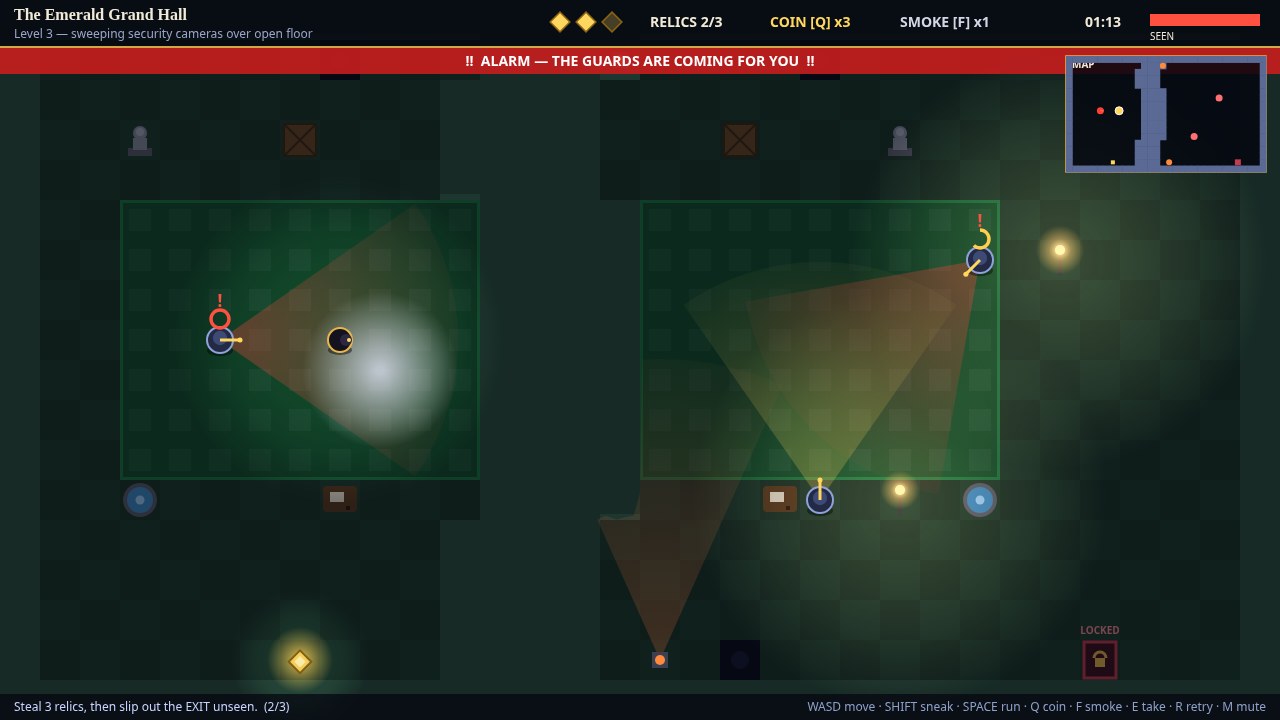 The Emerald Grand Hall
Level 3 — sweeping security cameras over open floor
RELICS 2/3
COIN [Q] x3
SMOKE [F] x1
01:13
SEEN
!! ALARM — THE GUARDS ARE COMING FOR YOU !!
MAP
!
!
LOCKED
Steal 3 relics, then slip out the EXIT unseen. (2/3)
WASD move · SHIFT sneak · SPACE run · Q coin · F smoke · E take · R retry · M mute